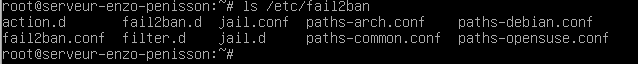 root@serveur-enzo-penisson:~# ls /etc/fail2ban
action.d fail2ban.d jail.conf paths-arch.conf paths-debian.conf
fail2ban.conf filter.d jail.d paths-common.conf paths-opensuse.conf
root@serveur-enzo-penisson:~#